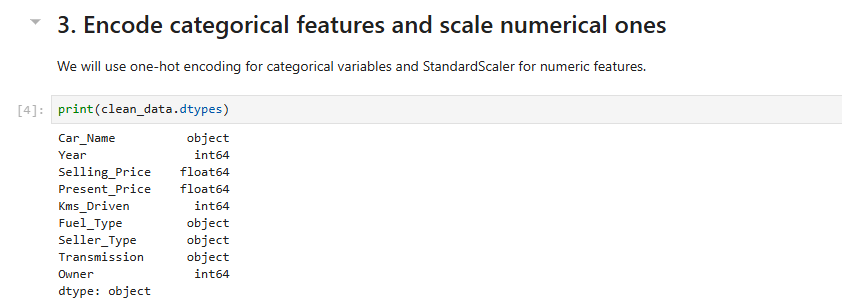 3. Encode categorical features and scale numerical ones
We will use one-hot encoding for categorical variables and StandardScaler for numeric features.
[4]: print(clean_data.dtypes)
Car_Name object
Year int64
Selling_Price float64
Present_Price float64
Kms_Driven int64
Fuel_Type object
Seller_Type object
Transmission object
Owner int64
dtype: object